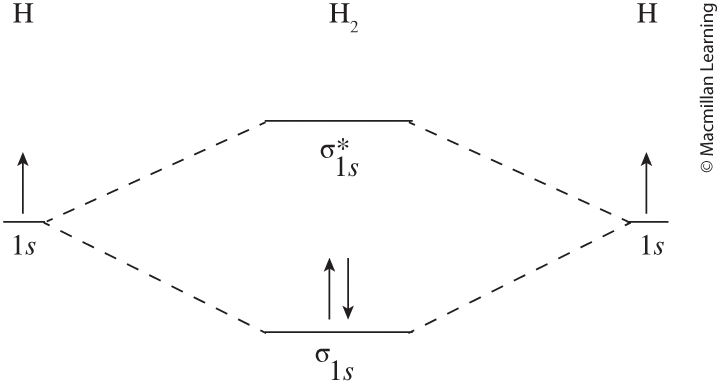 H H₂ H
© Macmillan Learning
σ*1s
1s 1s
σ1s